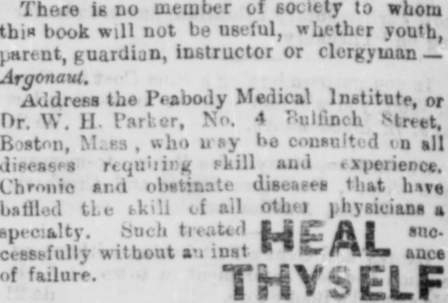 There is no member of society to whom
this book will not be useful, whether youth,
parent, guardian, instructor or clergyman —
Argonaut.
Address the Peabody Medical Institute, or
Dr. W. H. Parker, No. 4 Bulfinch Street,
Boston, Mass , who may be consulted on all
diseases requiring skill and experience.
Chronic and obstinate diseases that have
baffled the skill of all other physicians a
specialty. Such treated HEAL suc-
cesssfully without an inst ance
of failure. THYSELF